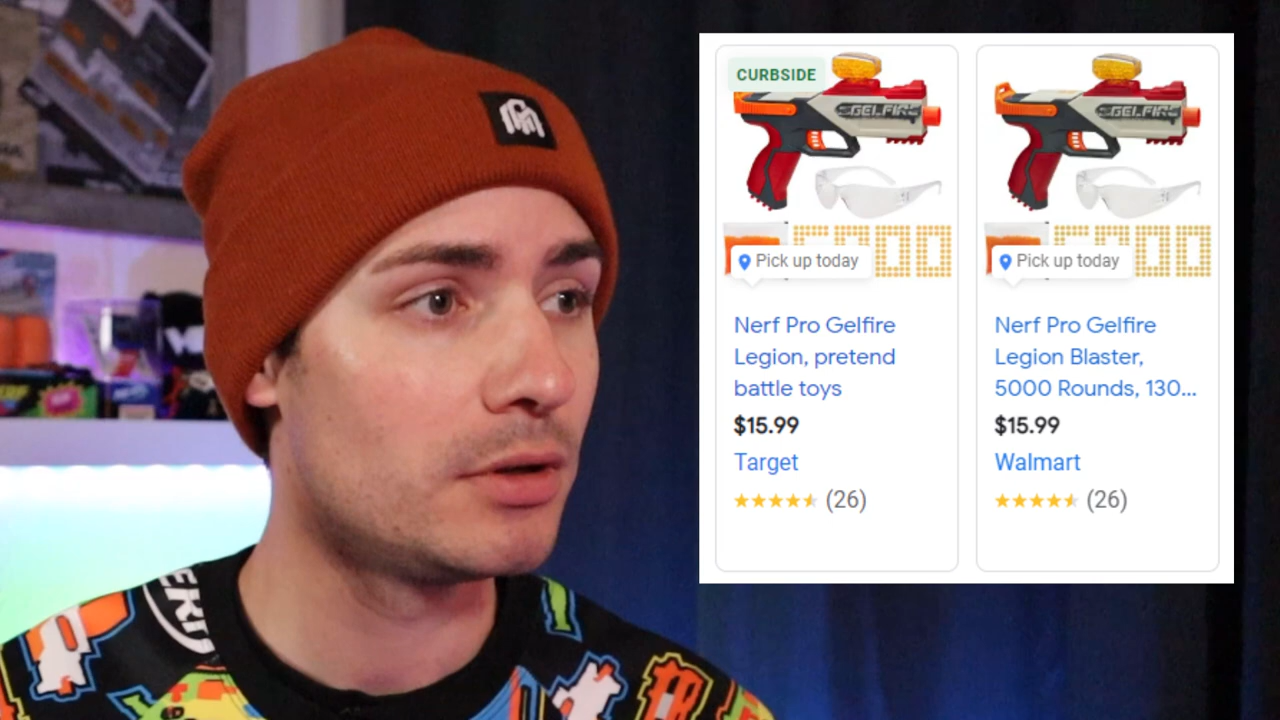 CURBSIDE
GELFIRE
Pick up today
Nerf Pro Gelfire
Legion, pretend
battle toys
$15.99
Target
(26)
GELFIRE
Pick up today
Nerf Pro Gelfire
Legion Blaster,
5000 Rounds, 130...
$15.99
Walmart
(26)